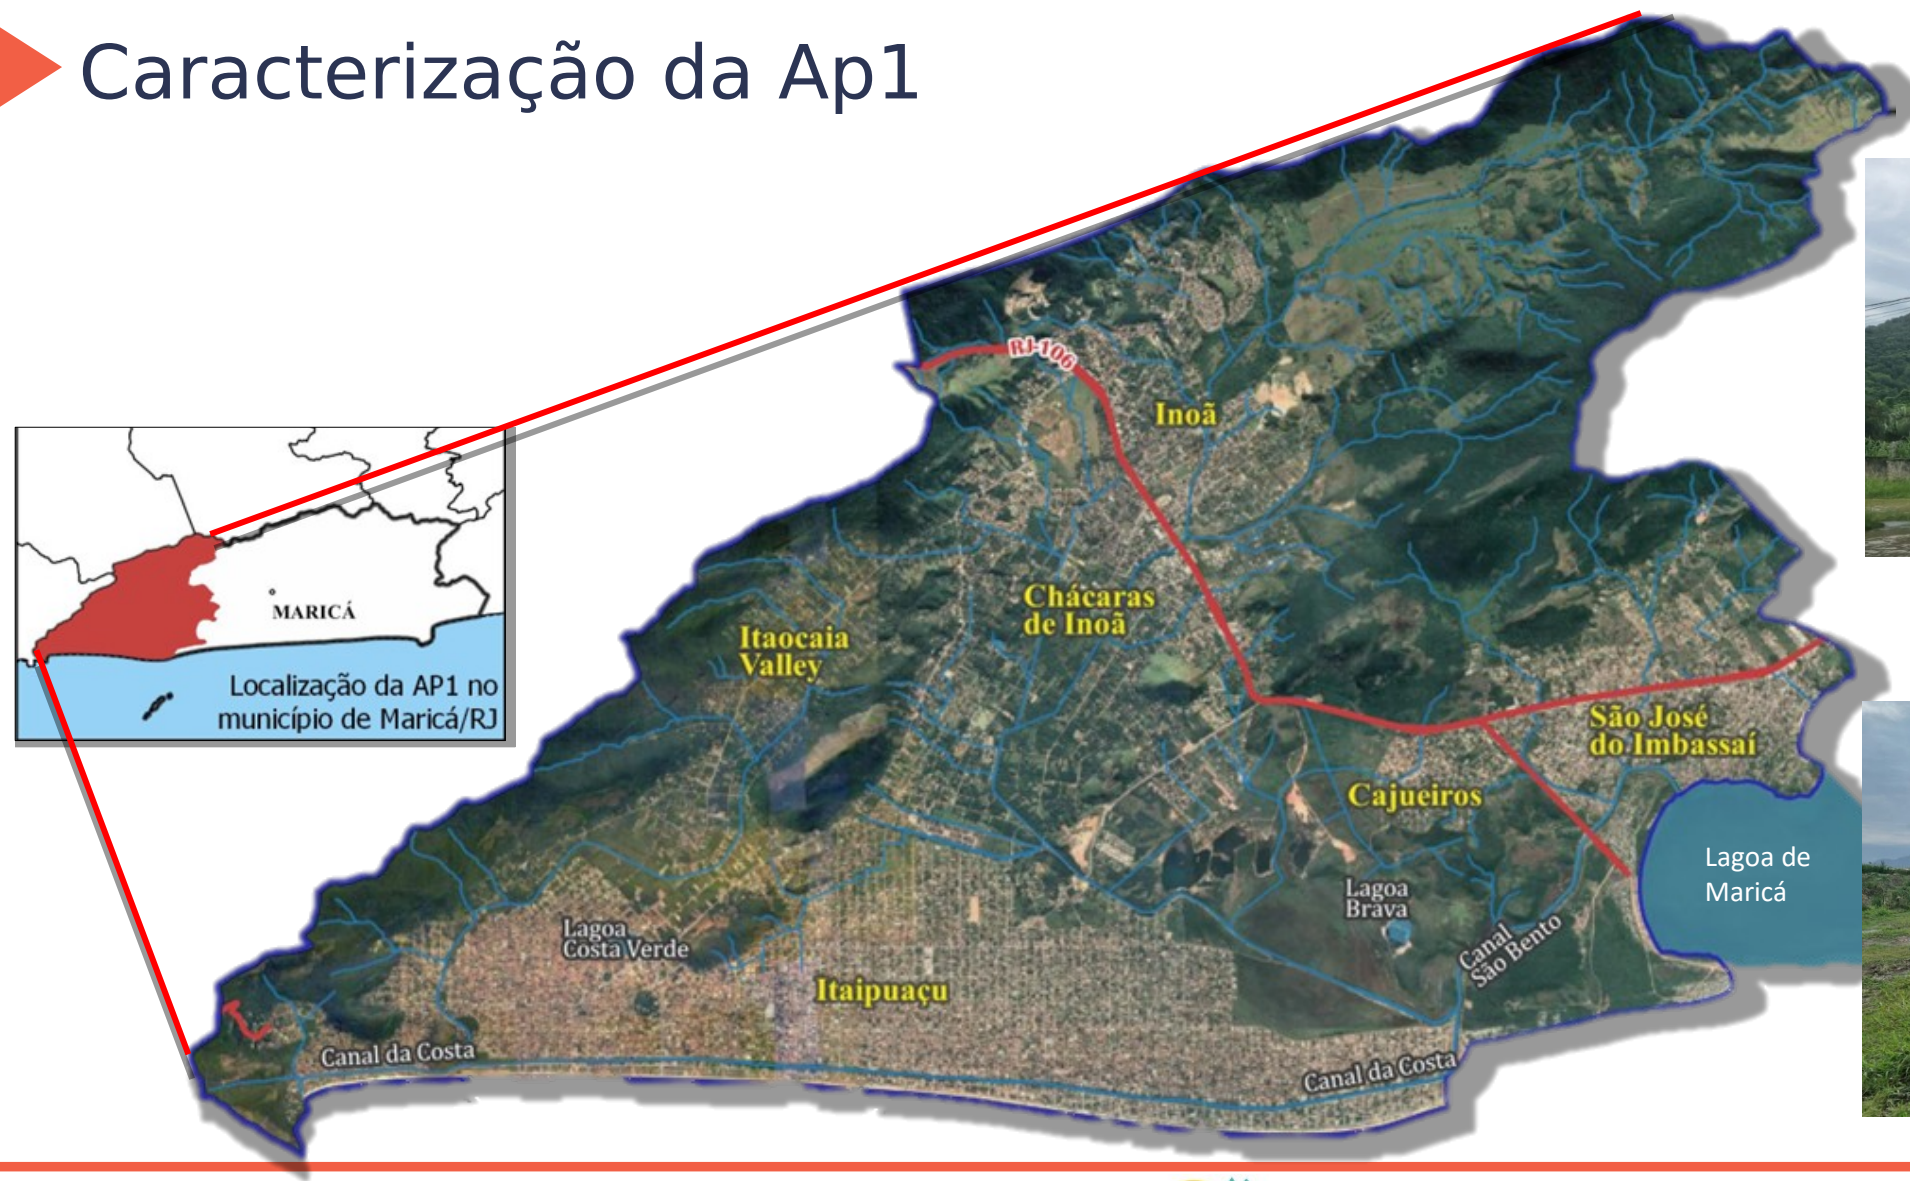 Caracterização da Ap1
RJ-106
Inoã
Chácaras
de Inoã
Itaocaia
Valley
MARICÁ
Localização da AP1 no
município de Maricá/RJ
São José
do Imbassaí
Cajueiros
Lagoa de
Maricá
Lagoa
Brava
Canal
São Bento
Lagoa
Costa Verde
Itaipuaçu
Canal da Costa
Canal da Costa